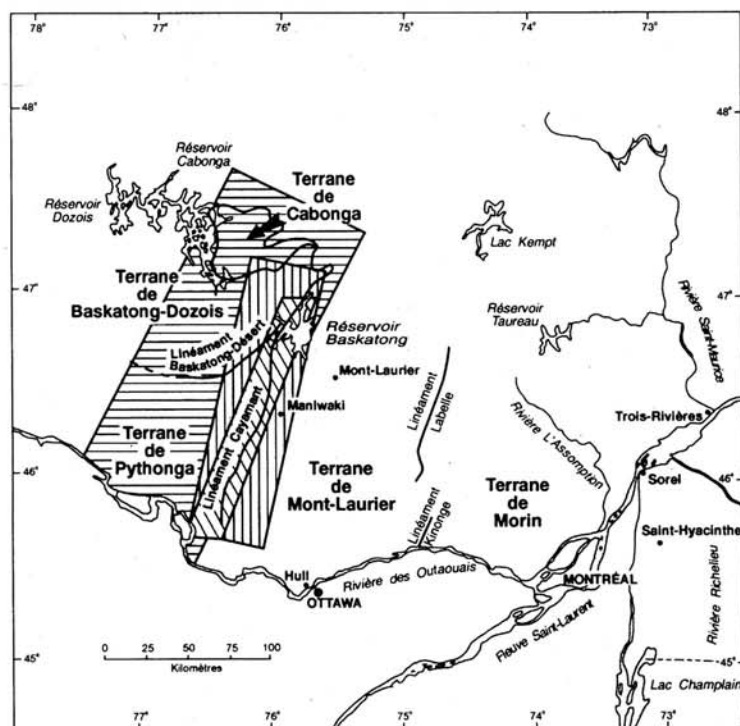 78° 77° 76° 75° 74° 73°
48° 48°
Réservoir
Cabonga
Réservoir
Dozois
Terrane
de
Cabonga
Lac Kempt
47° 47°
Terrane
de
Baskatong-Dozois
Linéament
Baskatong-Désert
Réservoir
Baskatong
Réservoir
Taureau
Rivière Saint-Maurice
Mont-Laurier
Maniwaki
Linéament
Labelle
Trois-Rivières
Rivière L'Assomption
Linéament Cayamant
46° 46°
Terrane
de
Pythonga
Terrane
de
Mont-Laurier
Terrane
de
Morin
Sorel
Linéament
Kinonge
Saint-Hyacinthe
Hull
OTTAWA
Rivière des Outaouais
MONTRÉAL
Rivière Richelieu
Fleuve Saint-Laurent
45° 45°
0 25 50 75 100
Kilomètres
Lac Champlain
77° 76° 75° 74° 73°